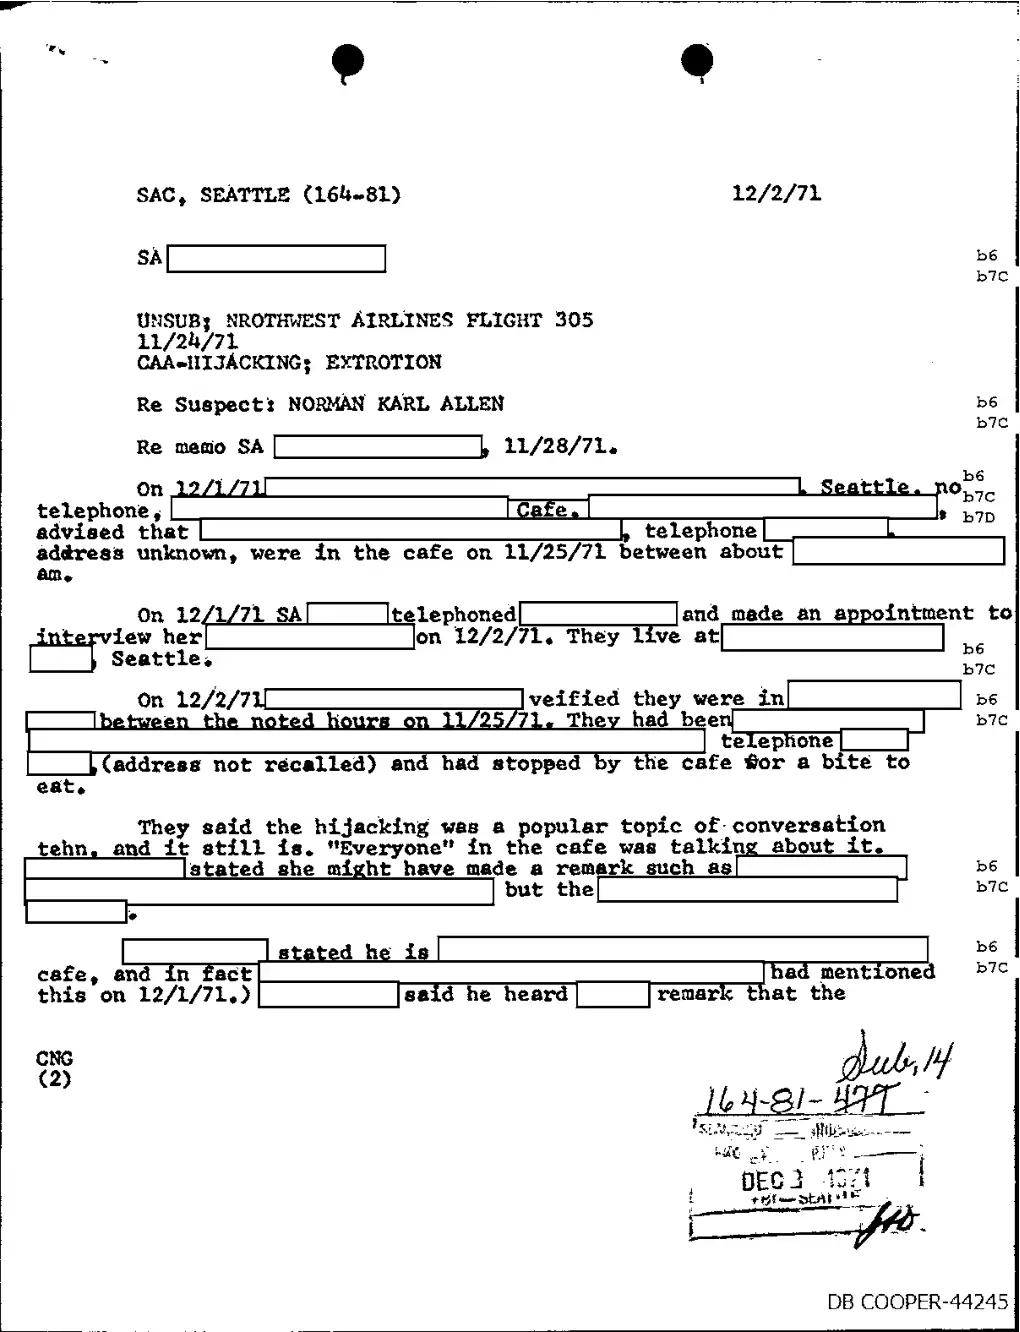 SAC, SEATTLE (164-81) 12/2/71
SA
b6
b7C
UNSUB; NROTHWEST AIRLINES FLIGHT 305
11/24/71
CAA-HIJACKING; EXTROTION
Re Suspect: NORMAN KARL ALLEN
b6
b7C
Re memo SA , 11/28/71.
On 12/1/71 . Seattle. no
b6
b7C
b7D
telephone, Cafe, ,
advised that , telephone .
address unknown, were in the cafe on 11/25/71 between about
am.
On 12/1/71 SA telephoned and made an appointment to
interview her on 12/2/71. They live at
, Seattle.
b6
b7C
On 12/2/71 veified they were in
b6
between the noted hours on 11/25/71. They had been
b7C
telephone
,(address not recalled) and had stopped by the cafe for a bite to
eat.
They said the hijacking was a popular topic of conversation
tehn, and it still is. "Everyone" in the cafe was talking about it.
stated she might have made a remark such as
b6
but the
b7C
.
stated he is
b6
cafe, and in fact had mentioned
b7C
this on 12/1/71.) said he heard remark that the
CNG
(2)
Sub, 14
164-81-477
DEC 3 1971
FBI—SEATTLE
DB COOPER-44245